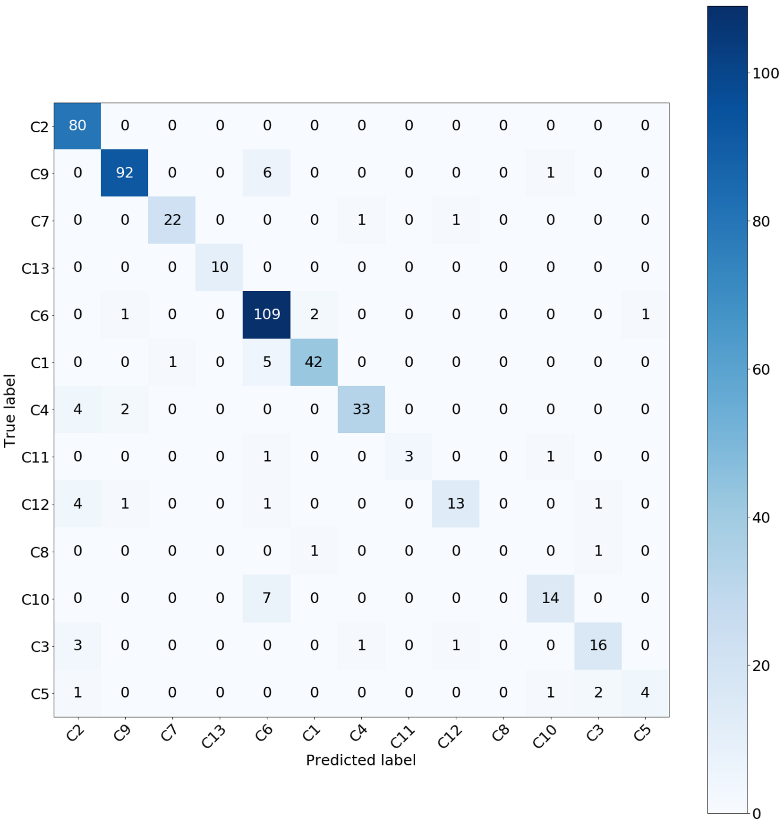 C2 80 0 0 0 0 0 0 0 0 0 0 0 0
C9 0 92 0 0 6 0 0 0 0 0 1 0 0
C7 0 0 22 0 0 0 1 0 1 0 0 0 0
C13 0 0 0 10 0 0 0 0 0 0 0 0 0
C6 0 1 0 0 109 2 0 0 0 0 0 0 1
C1 0 0 1 0 5 42 0 0 0 0 0 0 0
C4 4 2 0 0 0 0 33 0 0 0 0 0 0
C11 0 0 0 0 1 0 0 3 0 0 1 0 0
C12 4 1 0 0 1 0 0 0 13 0 0 1 0
C8 0 0 0 0 0 1 0 0 0 0 0 1 0
C10 0 0 0 0 7 0 0 0 0 0 14 0 0
C3 3 0 0 0 0 0 1 0 1 0 0 16 0
C5 1 0 0 0 0 0 0 0 0 0 1 2 4
C2 C9 C7 C13 C6 C1 C4 C11 C12 C8 C10 C3 C5
Predicted label
True label
100
80
60
40
20
0